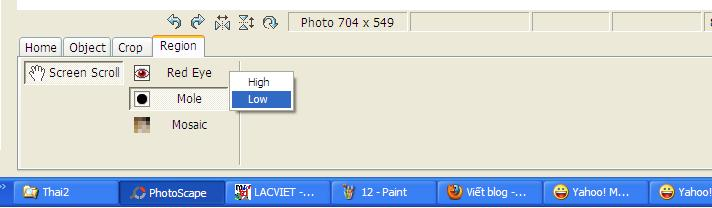 Photo 704 x 549
Home Object Crop Region
Screen Scroll Red Eye
High
Mole Low
Mosaic
Thai2 PhotoScape LACVIET -... 12 - Paint Viết blog -... Yahoo! M... Yahoo!